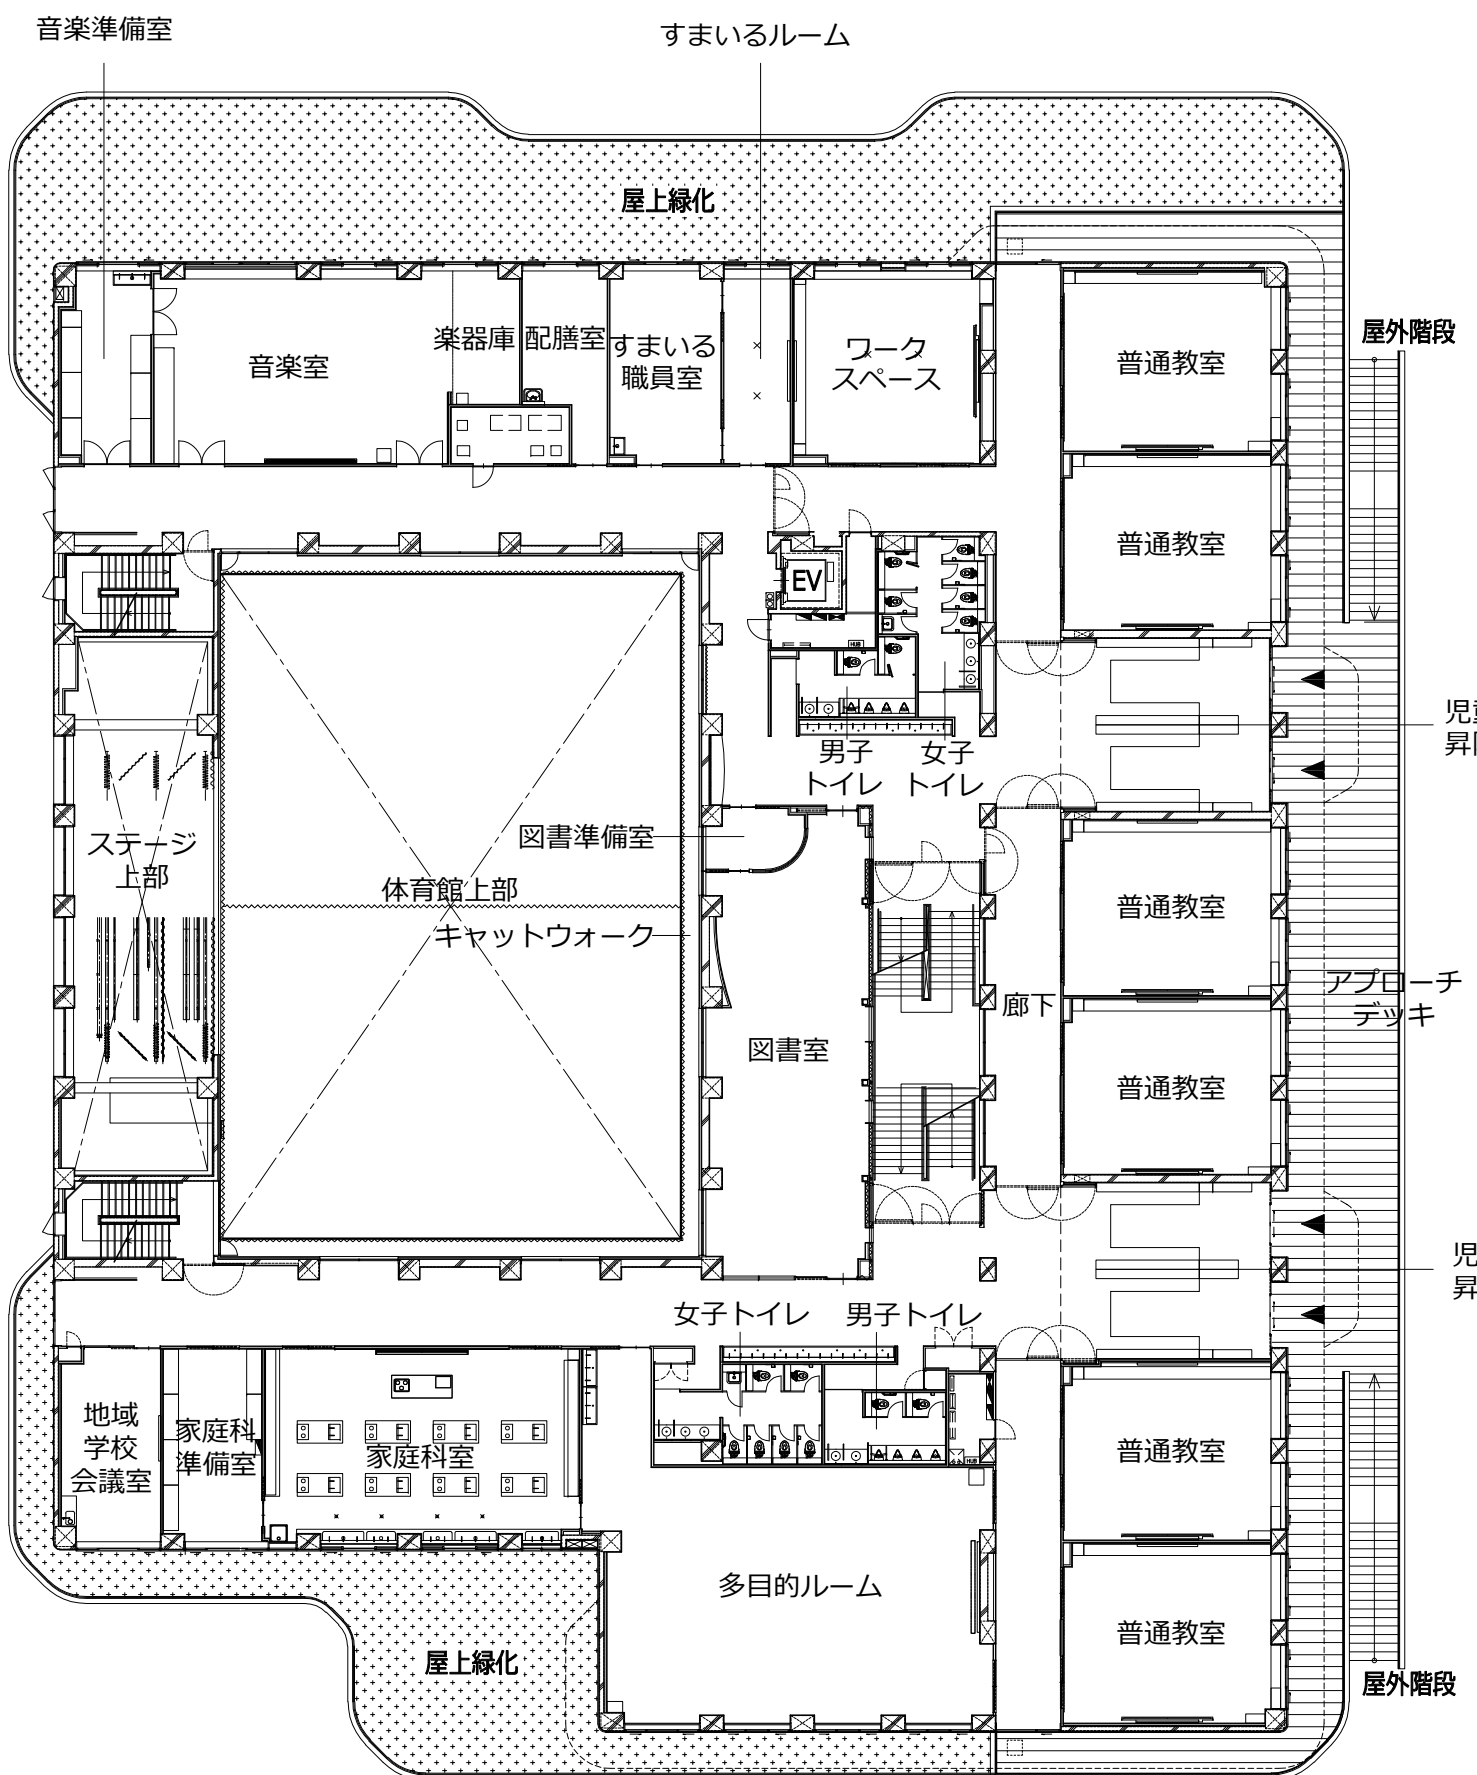 音楽準備室
すまいるルーム
屋上緑化
屋外階段
音楽室
楽器庫
配膳室
すまいる
職員室
ワーク
スペース
普通教室
普通教室
EV
HUB
男子
トイレ
女子
トイレ
児
昇
ステージ
上部
図書準備室
体育館上部
キャットウォーク
普通教室
廊下
アプローチ
デッキ
図書室
普通教室
児
昇
女子トイレ
男子トイレ
地域
学校
会議室
家庭科
準備室
家庭科室
普通教室
HUB
多目的ルーム
普通教室
屋上緑化
屋外階段